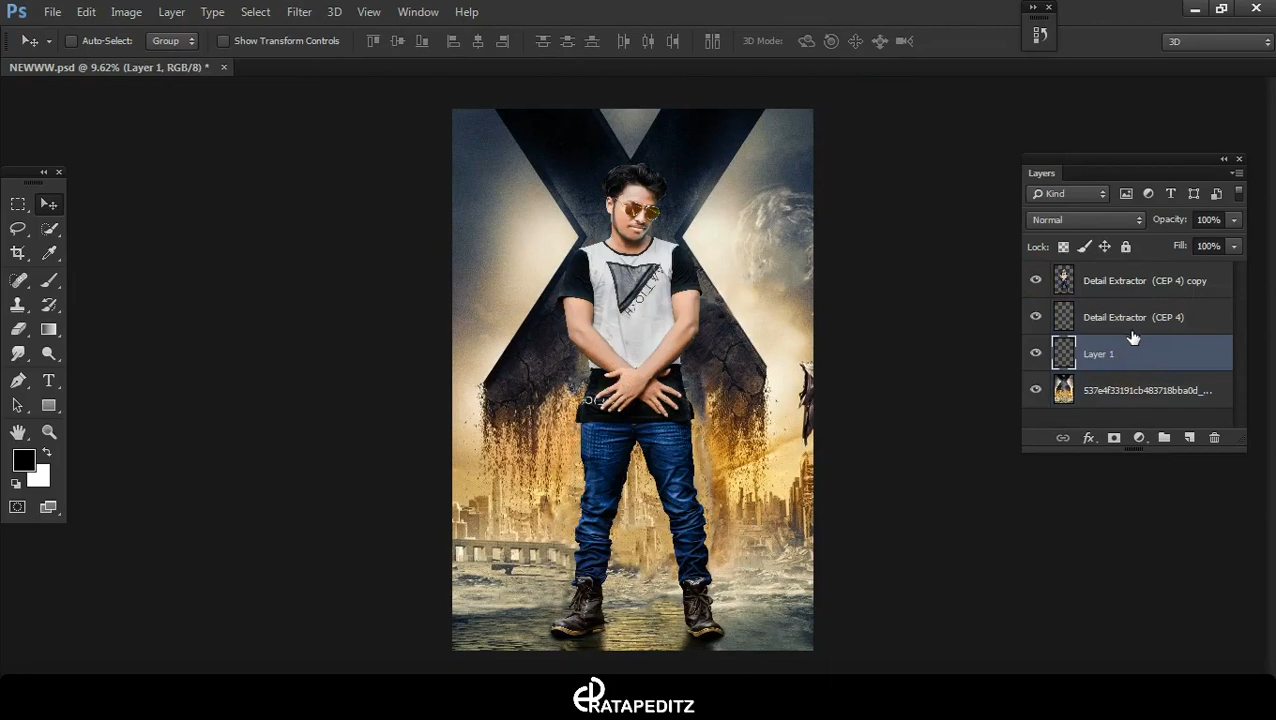 Ps File Edit Image Layer Type Select Filter 3D View Window Help
Auto-Select: Group Show Transform Controls 3D Mode: 3D
NEWWW.psd @ 9.62% (Layer 1, RGB/8) * ×
Layers
Kind
Normal Opacity: 100%
Lock: Fill: 100%
Detail Extractor (CEP 4) copy
Detail Extractor (CEP 4)
Layer 1
537e4f33191cb483718bba0d_...
RATAPEDITZ